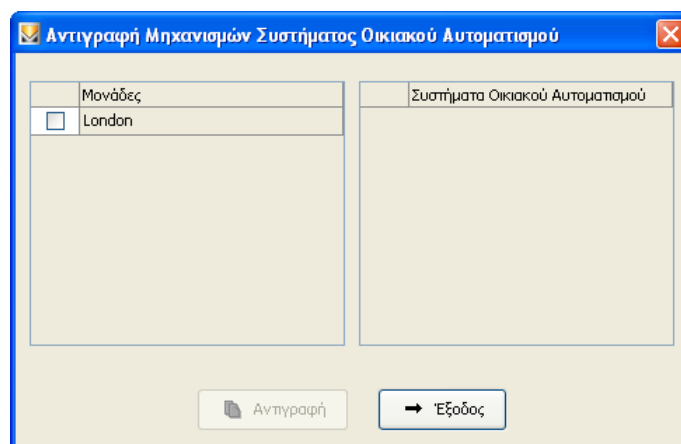 Αντιγραφή Μηχανισμών Συστήματος Οικιακού Αυτοματισμού
Μονάδες
London
Συστήματα Οικιακού Αυτοματισμού
Αντιγραφή
Έξοδος